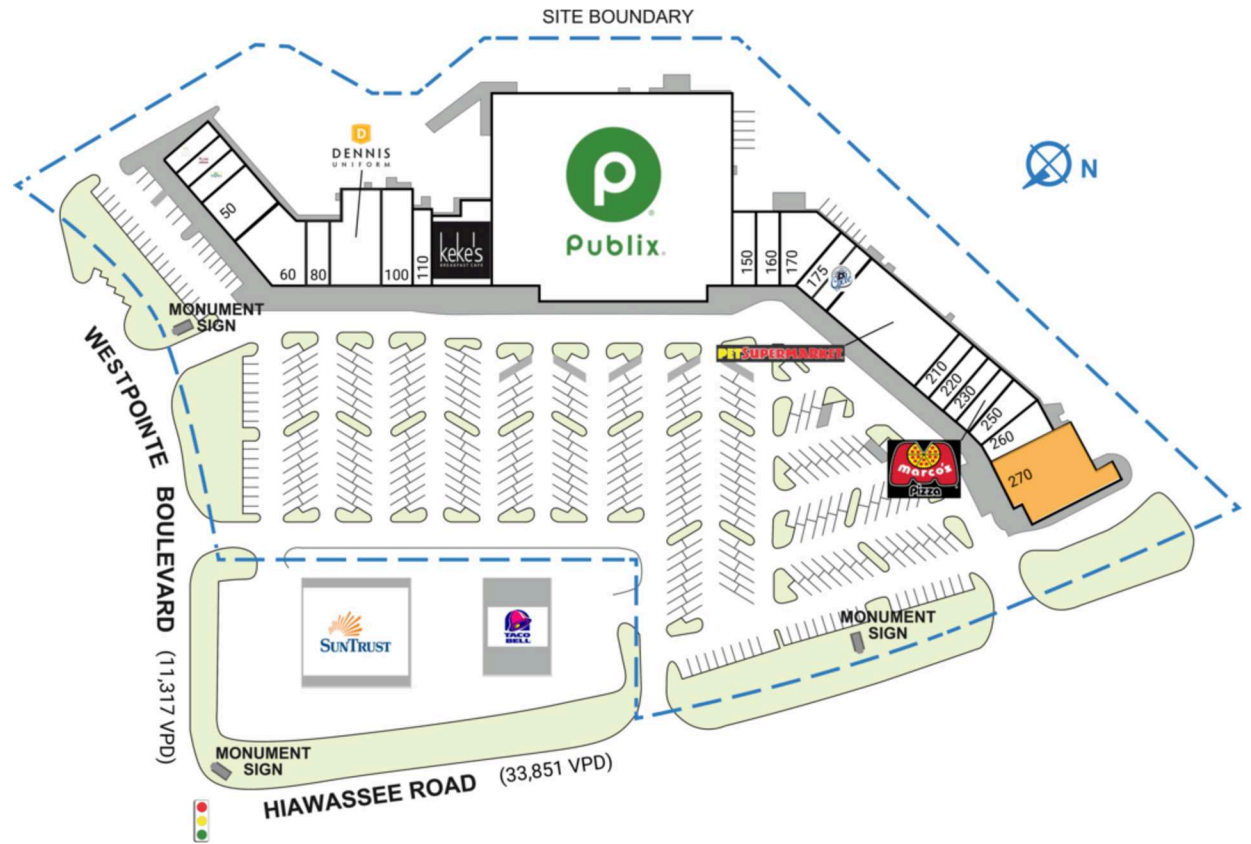 SITE BOUNDARY
D
DENNIS
UNIFORM
P
Publix®
N
50
60
80
100
110
keke's
BREAKFAST CAFE
150
160
170
175
PETSUPERMARKET
210
220
230
250
260
270
Marco's
Pizza
MONUMENT
SIGN
WESTPOINTE BOULEVARD (11,317 VPD)
SUNTRUST
TACO
BELL
MONUMENT
SIGN
MONUMENT
SIGN
HIAWASSEE ROAD (33,851 VPD)